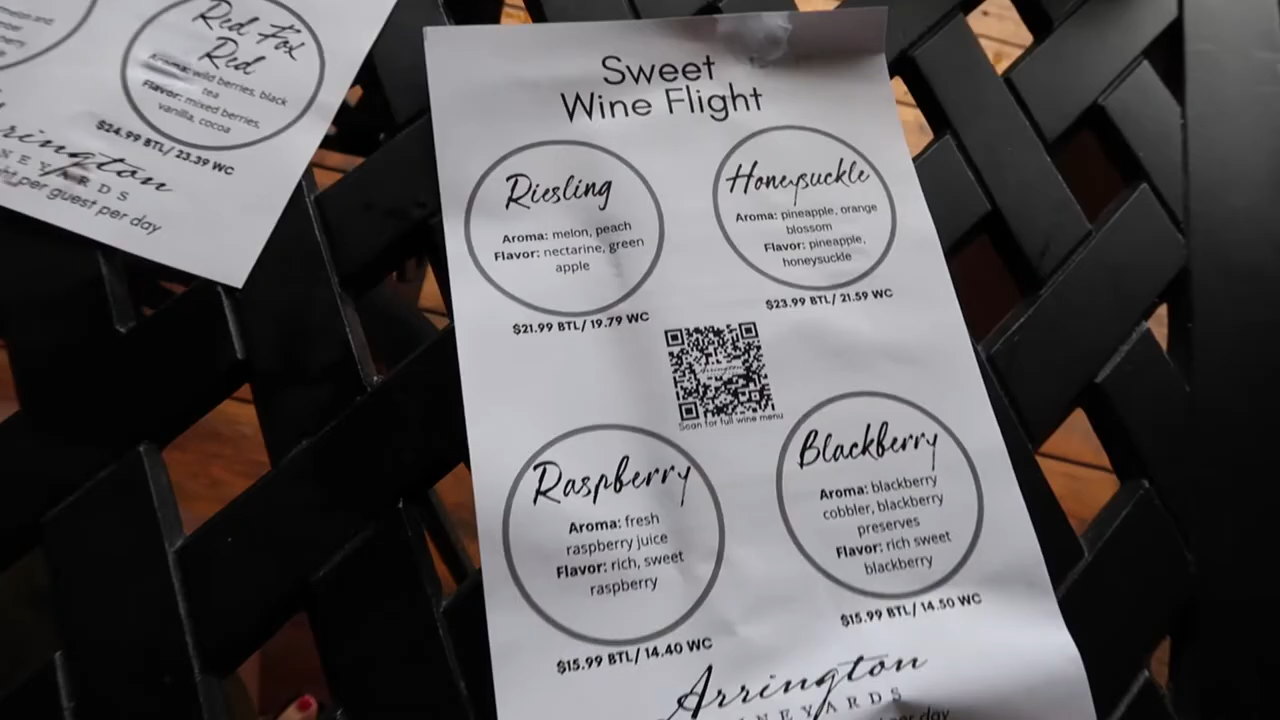 Red Fox
Red
Aroma: wild berries, black
tea
Flavor: mixed berries,
vanilla, cocoa
$24.99 BTL/ 23.39 WC
per guest per day
Sweet
Wine Flight
Riesling
Aroma: melon, peach
Flavor: nectarine, green
apple
$21.99 BTL/ 19.79 WC
Honeysuckle
Aroma: pineapple, orange
blossom
Flavor: pineapple,
honeysuckle
$23.99 BTL/ 21.59 WC
Arrington
Scan for full wine menu
Raspberry
Aroma: fresh
raspberry juice
Flavor: rich, sweet
raspberry
$15.99 BTL/ 14.40 WC
Blackberry
Aroma: blackberry
cobbler, blackberry
preserves
Flavor: rich sweet
blackberry
$15.99 BTL/ 14.50 WC
Arrington
NEYARDS
per day